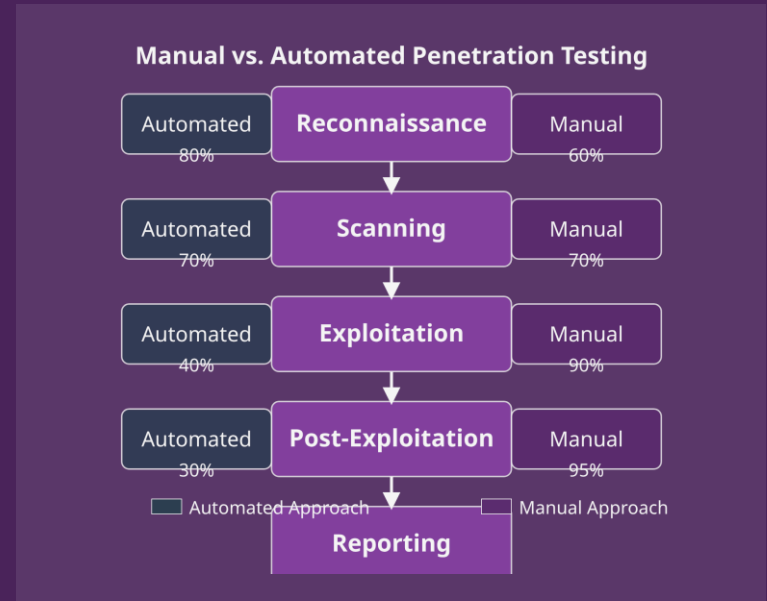 Manual vs. Automated Penetration Testing
Automated Reconnaissance Manual
80% 60%
Scanning
Automated Manual
70% 70%
Exploitation
Automated Manual
40% 90%
Post-Exploitation
Automated Manual
30% 95%
Automated Approach Manual Approach
Reporting